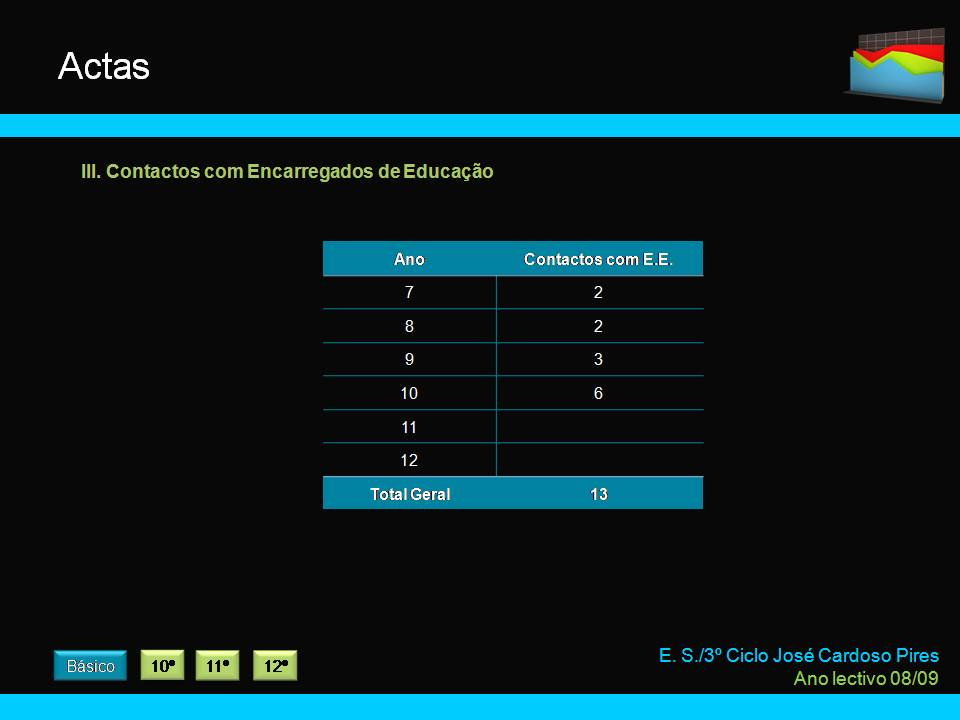 Actas
III. Contactos com Encarregados de Educação
Ano Contactos com E.E.
7 2
8 2
9 3
10 6
11
12
Total Geral 13
Básico 10º 11º 12º
E. S./3º Ciclo José Cardoso Pires
Ano lectivo 08/09